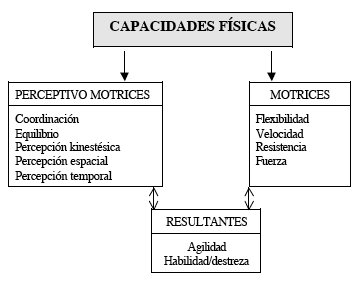 CAPACIDADES FÍSICAS
PERCEPTIVO MOTRICES
Coordinación
Equilibrio
Percepción kinestésica
Percepción espacial
Percepción temporal
MOTRICES
Flexibilidad
Velocidad
Resistencia
Fuerza
RESULTANTES
Agilidad
Habilidad/destreza